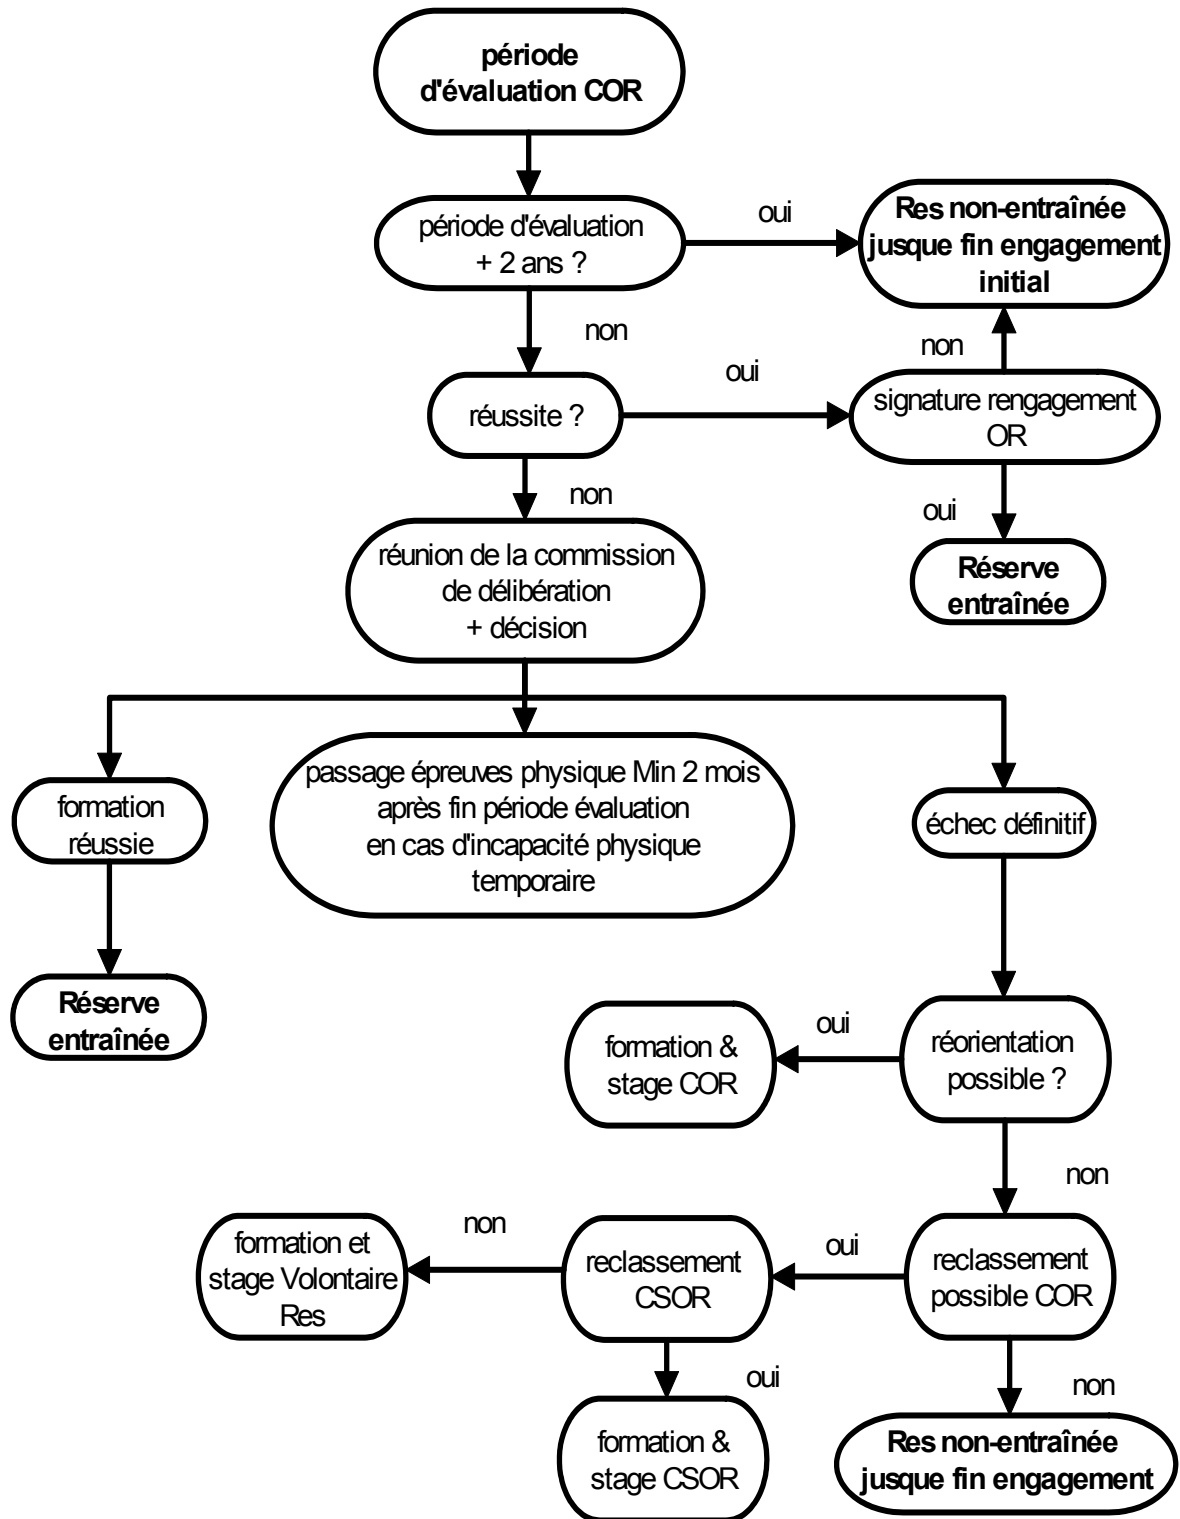 période
d'évaluation COR
période d'évaluation
+ 2 ans ?
oui
Res non-entraînée
jusque fin engagement
initial
non
non
réussite ?
oui
signature rengagement
OR
non
oui
réunion de la commission
de délibération
+ décision
Réserve
entraînée
formation
réussie
passage épreuves physique Min 2 mois
après fin période évaluation
en cas d'incapacité physique
temporaire
échec définitif
Réserve
entraînée
formation &
stage COR
oui
réorientation
possible ?
non
formation et
stage Volontaire
Res
non
reclassement
CSOR
oui
reclassement
possible COR
oui
non
formation &
stage CSOR
Res non-entraînée
jusque fin engagement